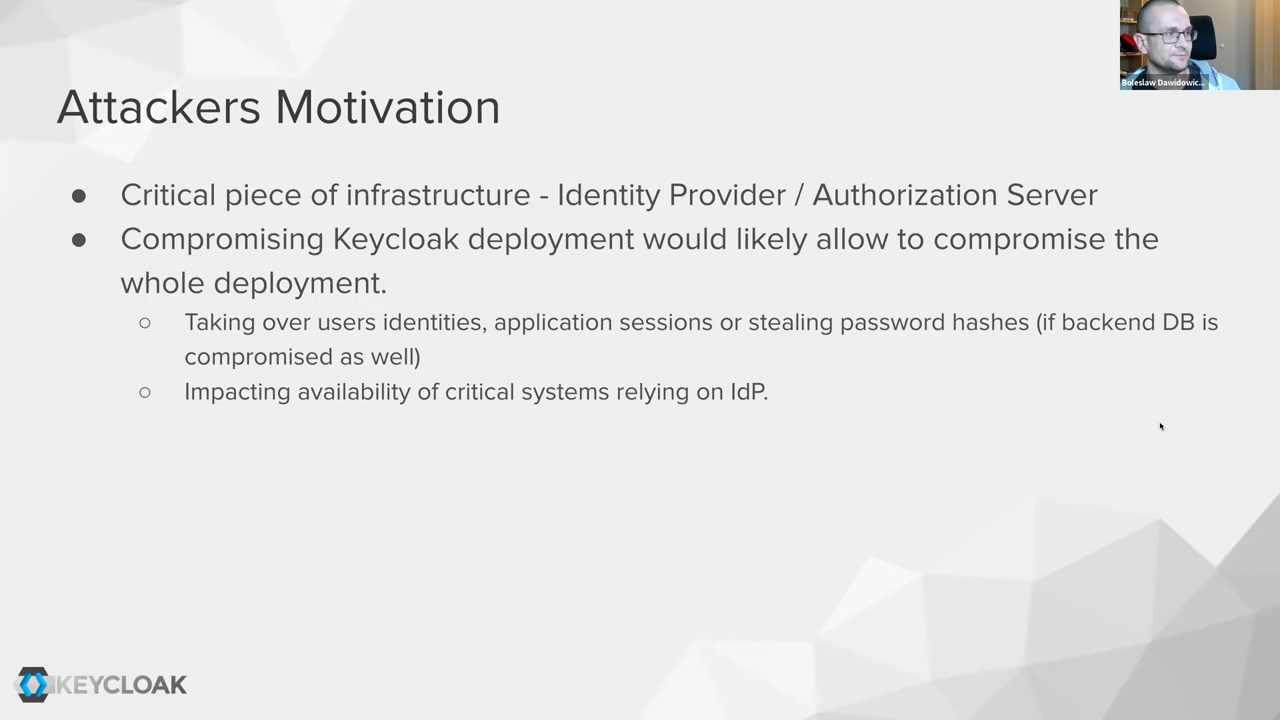 Boleslaw Dawidowic...
Attackers Motivation
● Critical piece of infrastructure - Identity Provider / Authorization Server
● Compromising Keycloak deployment would likely allow to compromise the
whole deployment.
○ Taking over users identities, application sessions or stealing password hashes (if backend DB is
compromised as well)
○ Impacting availability of critical systems relying on IdP.
KEYCLOAK